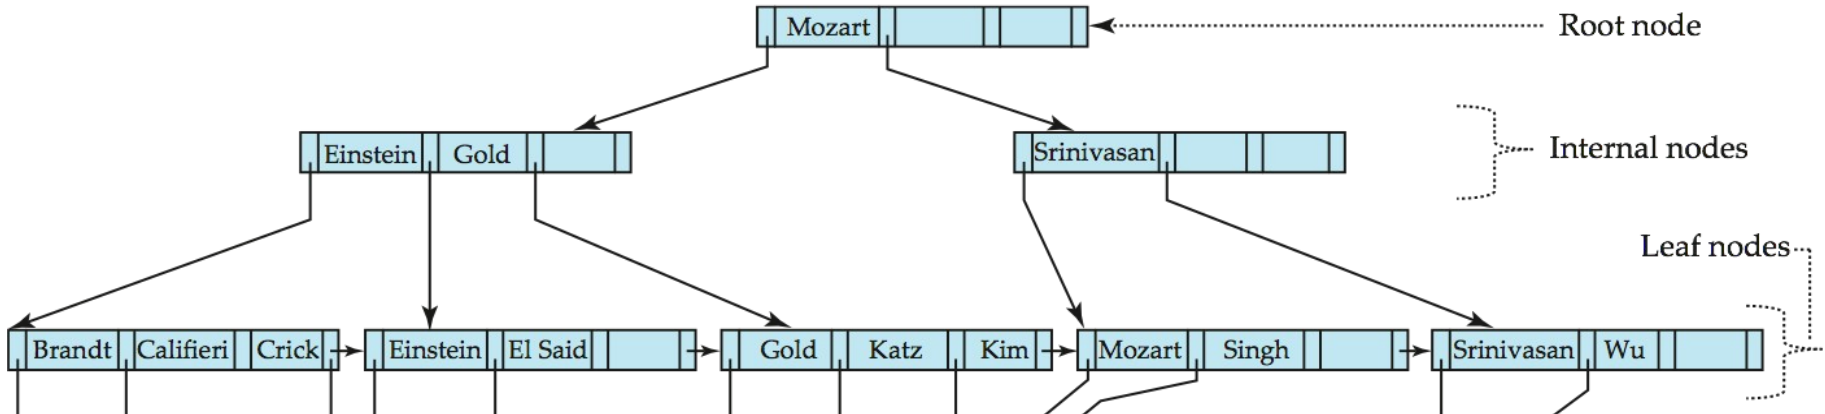 Mozart
Root node
Einstein Gold
Srinivasan
Internal nodes
Leaf nodes
Brandt Califieri Crick Einstein El Said Gold Katz Kim Mozart Singh Srinivasan Wu